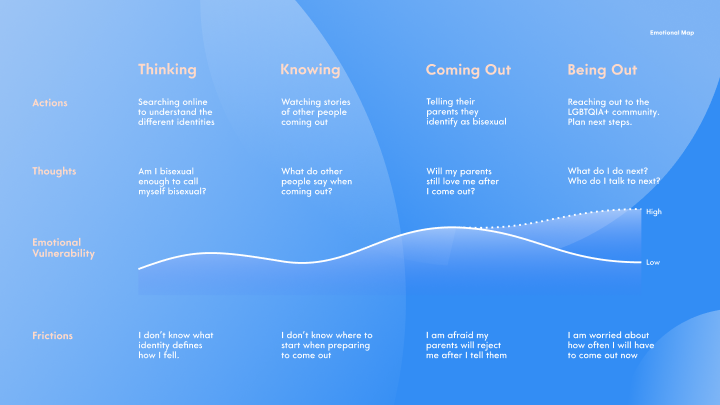 Emotional Map
Thinking
Knowing
Coming Out
Being Out
Actions
Searching online
to understand the
different identities
Watching stories
of other people
coming out
Telling their
parents they
identify as bisexual
Reaching out to the
LGBTQIA+ community.
Plan next steps.
Thoughts
Am I bisexual
enough to call
myself bisexual?
What do other
people say when
coming out?
Will my parents
still love me after
I come out?
What do I do next?
Who do I talk to next?
Emotional
Vulnerability
High
Low
Frictions
I don't know what
identity defines
how I fell.
I don't know where to
start when preparing
to come out
I am afraid my
parents will reject
me after I tell them
I am worried about
how often I will have
to come out now